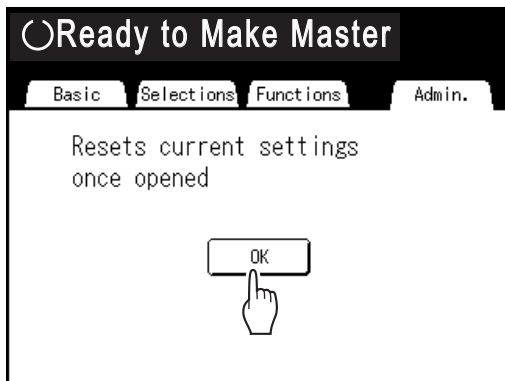 Ready to Make Master
Basic Selections Functions Admin.
Resets current settings
once opened
OK